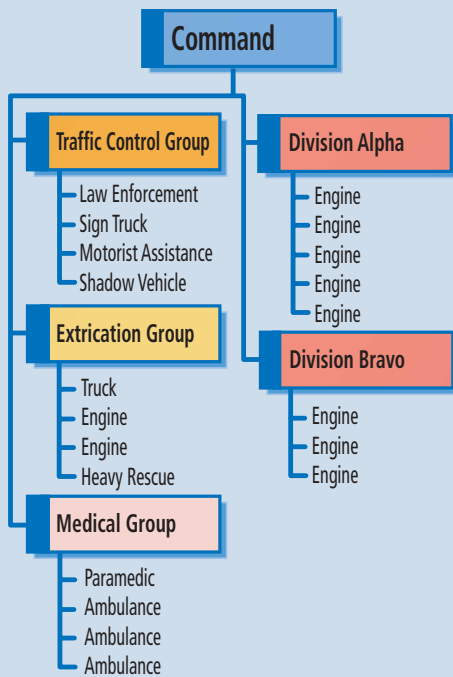 Command
Traffic Control Group
Law Enforcement
Sign Truck
Motorist Assistance
Shadow Vehicle
Extrication Group
Truck
Engine
Engine
Heavy Rescue
Medical Group
Paramedic
Ambulance
Ambulance
Ambulance
Division Alpha
Engine
Engine
Engine
Engine
Engine
Division Bravo
Engine
Engine
Engine